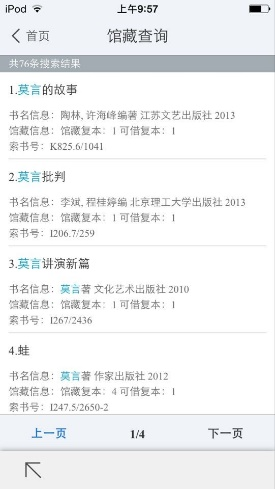 iPod 上午9:57
首页 馆藏查询
共76条搜索结果
1.莫言的故事
书名信息：陶林, 许海峰编著 江苏文艺出版社 2013
馆藏信息：馆藏复本：1 可借复本：1
索书号：K825.6/1041
2.莫言批判
书名信息：李斌, 程桂婷编 北京理工大学出版社 2013
馆藏信息：馆藏复本：1 可借复本：1
索书号：I206.7/259
3.莫言讲演新篇
书名信息：莫言著 文化艺术出版社 2010
馆藏信息：馆藏复本：1 可借复本：1
索书号：I267/2436
4.蛙
书名信息：莫言著 作家出版社 2012
馆藏信息：馆藏复本：4 可借复本：1
索书号：I247.5/2650-2
上一页 1/4 下一页